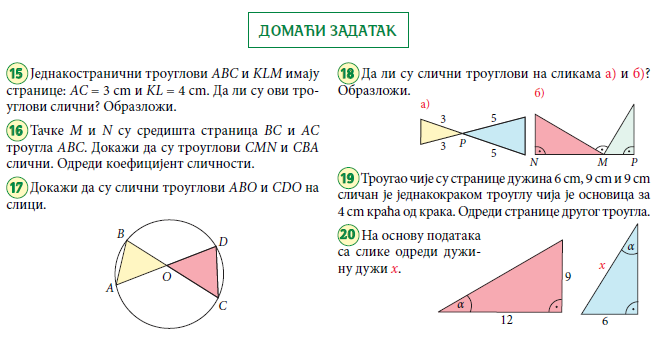 ДОМАЋИ ЗАДАТАК
15 Једнакостранични троуглови ABC и KLM имају
странице: AC = 3 cm и KL = 4 cm. Да ли су ови тро-
углови слични? Образложи.
16 Тачке M и N су средишта страница BC и AC
троугла ABC. Докажи да су троуглови CMN и CBA
слични. Одреди коефицијент сличности.
17 Докажи да су слични троуглови ABO и CDO на
слици.
B
D
O
A
C
18 Да ли су слични троуглови на сликама а) и б)?
Образложи.
а)
б)
3
5
P
3
5
N
M
P
19 Троугао чије су странице дужина 6 cm, 9 cm и 9 cm
сличан је једнакокраком троуглу чија је основица за
4 cm краћа од крака. Одреди странице другог троугла.
20 На основу података
са слике одреди дужи-
ну дужи x.
α
9
12
α
x
6